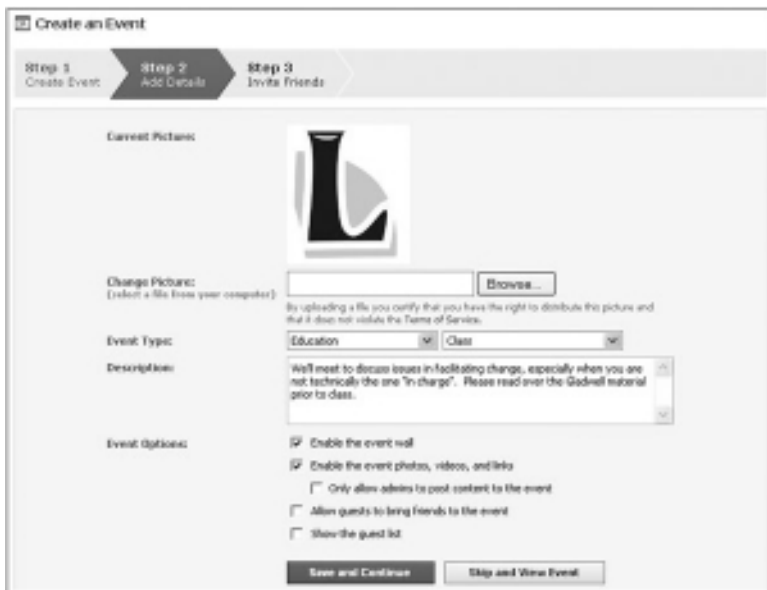 Create an Event
Step 1
Create Event
Step 2
Add Details
Step 3
Invite Friends
Current Picture:
L
Change Picture:
(select a file from your computer)
Browse...
By uploading a file you certify that you have the right to distribute this picture and
that it does not violate the Terms of Service.
Event Type:
Education
Class
Description:
We'll meet to discuss issues in facilitating change, especially when you are
not technically the one "in charge". Please read over the Gladwell material
prior to class.
Event Options:
Enable the event wall
Enable the event photos, videos, and links
Only allow admins to post content to the event
Allow guests to bring friends to the event
Show the guest list
Save and Continue
Skip and View Event